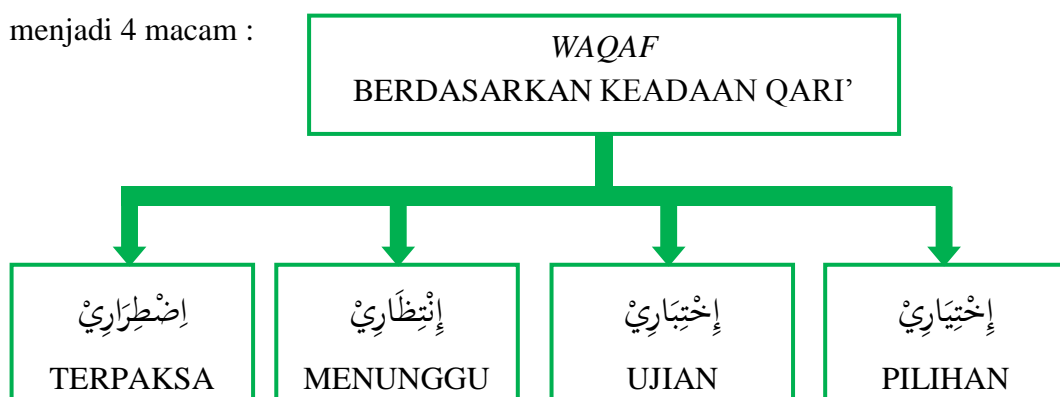 menjadi 4 macam :
WAQAF
BERDASARKAN KEADAAN QARI’
اِضْطِرَارِيْ
TERPAKSA
إِنْتِظَارِيْ
MENUNGGU
إِخْتِبَارِيْ
UJIAN
إِخْتِيَارِيْ
PILIHAN